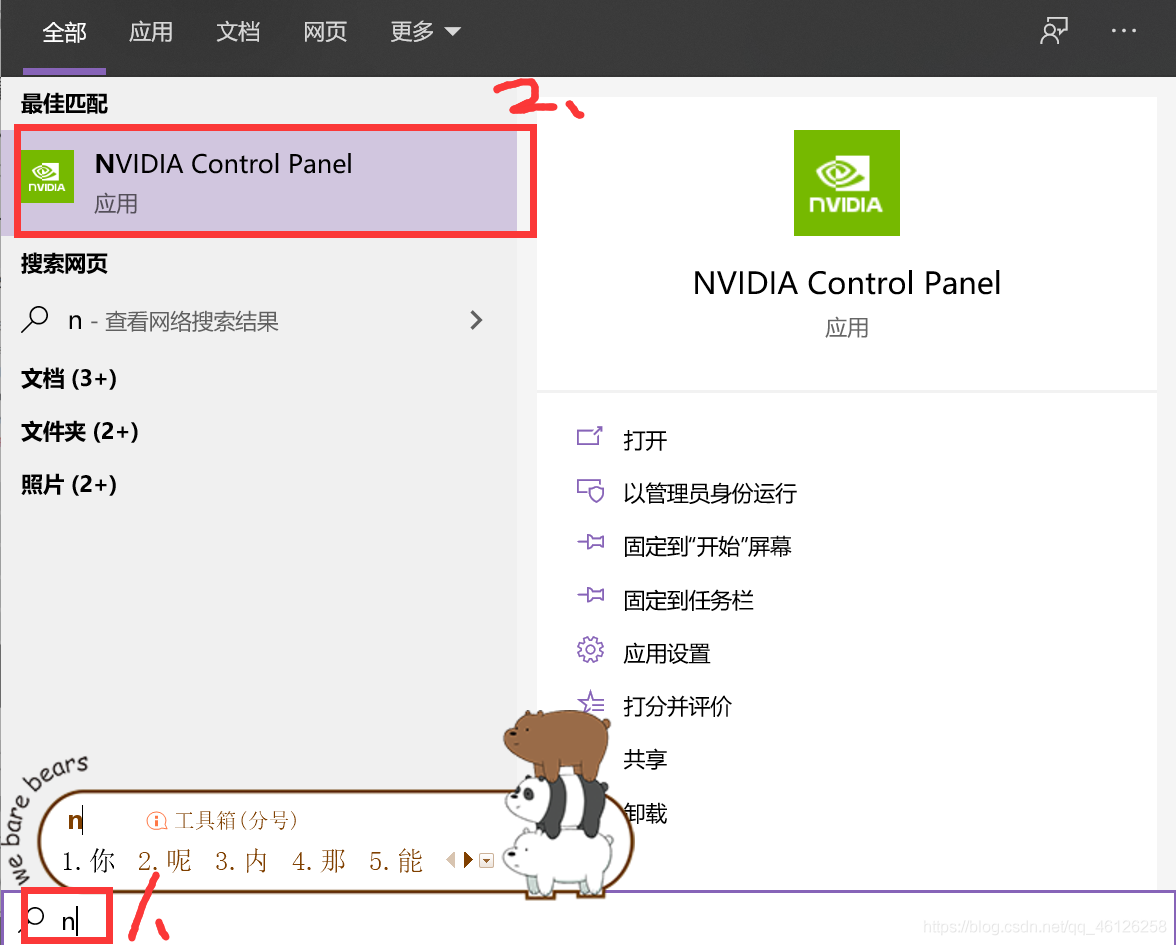 全部 应用 文档 网页 更多
最佳匹配
2、
NVIDIA Control Panel
应用
NVIDIA
搜索网页
n - 查看网络搜索结果
文档 (3+)
文件夹 (2+)
照片 (2+)
NVIDIA
NVIDIA Control Panel
应用
打开
以管理员身份运行
固定到“开始”屏幕
固定到任务栏
应用设置
打分并评价
共享
卸载
we bare bears
n 工具箱(分号)
1.你 2.呢 3.内 4.那 5.能
n
1、
https://blog.csdn.net/qq_46126258